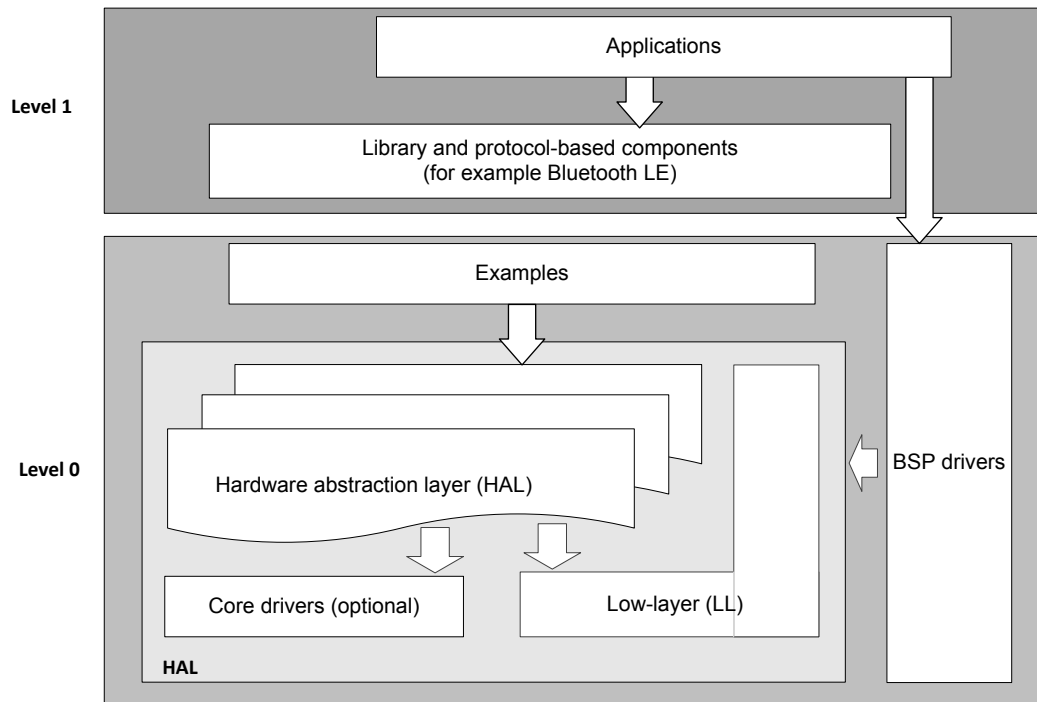 Applications
Level 1
Library and protocol-based components
(for example Bluetooth LE)
Examples
Level 0
Hardware abstraction layer (HAL)
BSP drivers
Core drivers (optional)
Low-layer (LL)
HAL